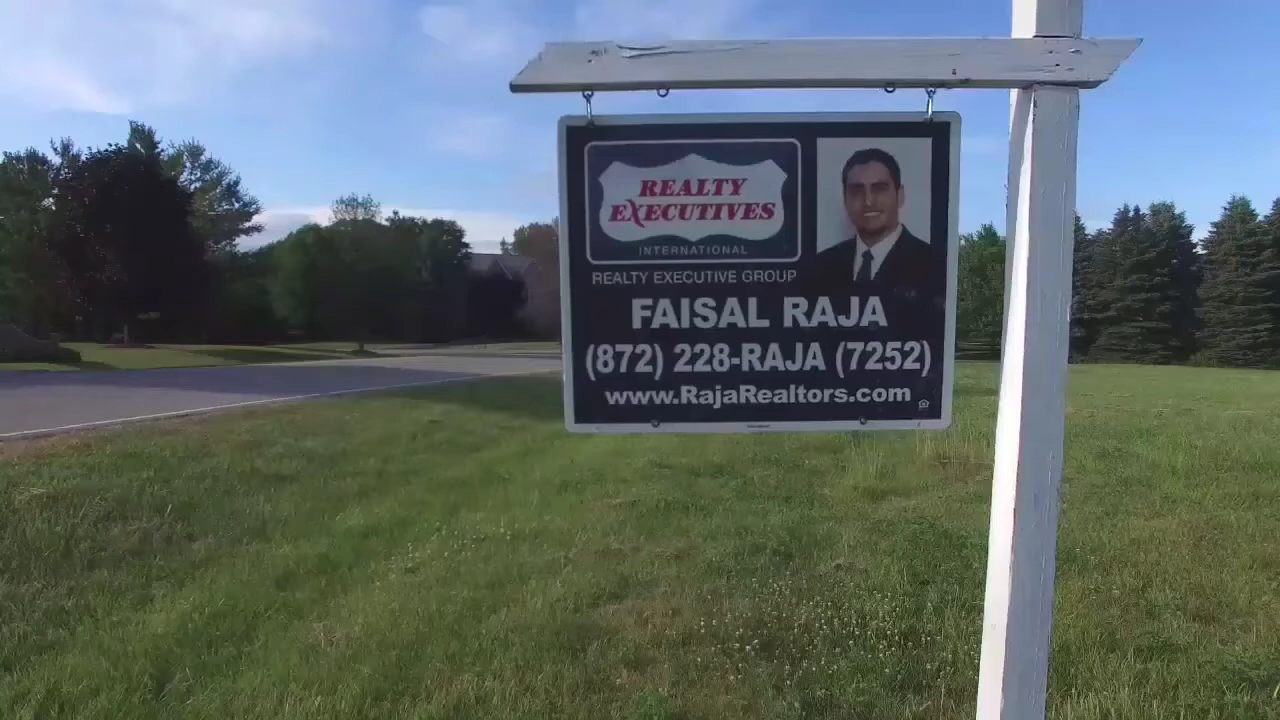 REALTY
EXECUTIVES
INTERNATIONAL
REALTY EXECUTIVE GROUP
FAISAL RAJA
(872) 228-RAJA (7252)
www.RajaRealtors.com